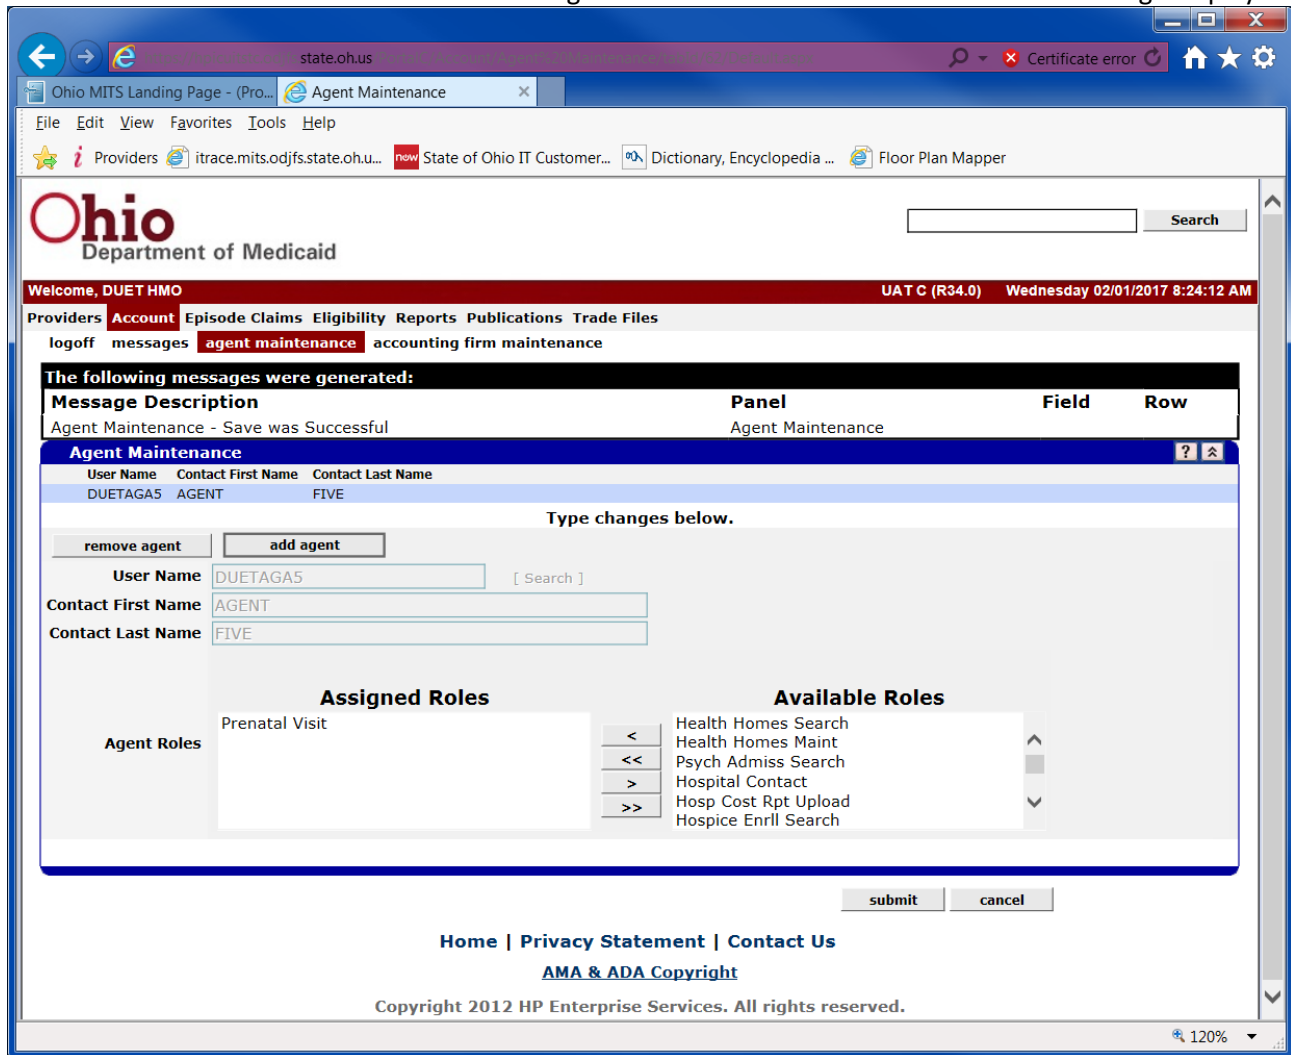 state.oh.us Certificate error
Ohio MITS Landing Page - (Pro... Agent Maintenance
File Edit View Favorites Tools Help
Providers itrace.mits.odjfs.state.oh.u... now State of Ohio IT Customer... Dictionary, Encyclopedia ... Floor Plan Mapper
Ohio
Department of Medicaid
Search
Welcome, DUET HMO UAT C (R34.0) Wednesday 02/01/2017 8:24:12 AM
Providers Account Episode Claims Eligibility Reports Publications Trade Files
logoff messages agent maintenance accounting firm maintenance
The following messages were generated:
Message Description Panel Field Row
Agent Maintenance - Save was Successful Agent Maintenance
Agent Maintenance ?
User Name Contact First Name Contact Last Name
DUETAGA5 AGENT FIVE
Type changes below.
remove agent add agent
User Name DUETAGA5 [ Search ]
Contact First Name AGENT
Contact Last Name FIVE
Assigned Roles Available Roles
Agent Roles
Prenatal Visit
<
<<
>
>>
Health Homes Search
Health Homes Maint
Psych Admiss Search
Hospital Contact
Hosp Cost Rpt Upload
Hospice Enrll Search
submit cancel
Home | Privacy Statement | Contact Us
AMA & ADA Copyright
Copyright 2012 HP Enterprise Services. All rights reserved.
120%